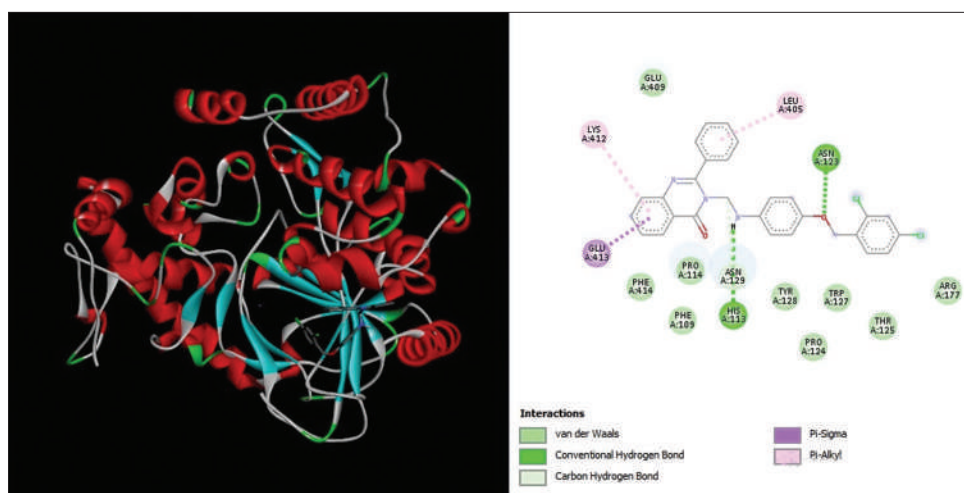 GLU
A:409
LEU
A:405
LYS
A:412
ASN
A:123
GLU
A:413
PRO
A:114
ASN
A:129
PHE
A:414
TYR
A:128
TRP
A:127
ARG
A:177
PHE
A:109
HIS
A:113
THR
A:125
PRO
A:124
N
N
N
H
Interactions
van der Waals
Conventional Hydrogen Bond
Carbon Hydrogen Bond
Pi-Sigma
Pi-Alkyl